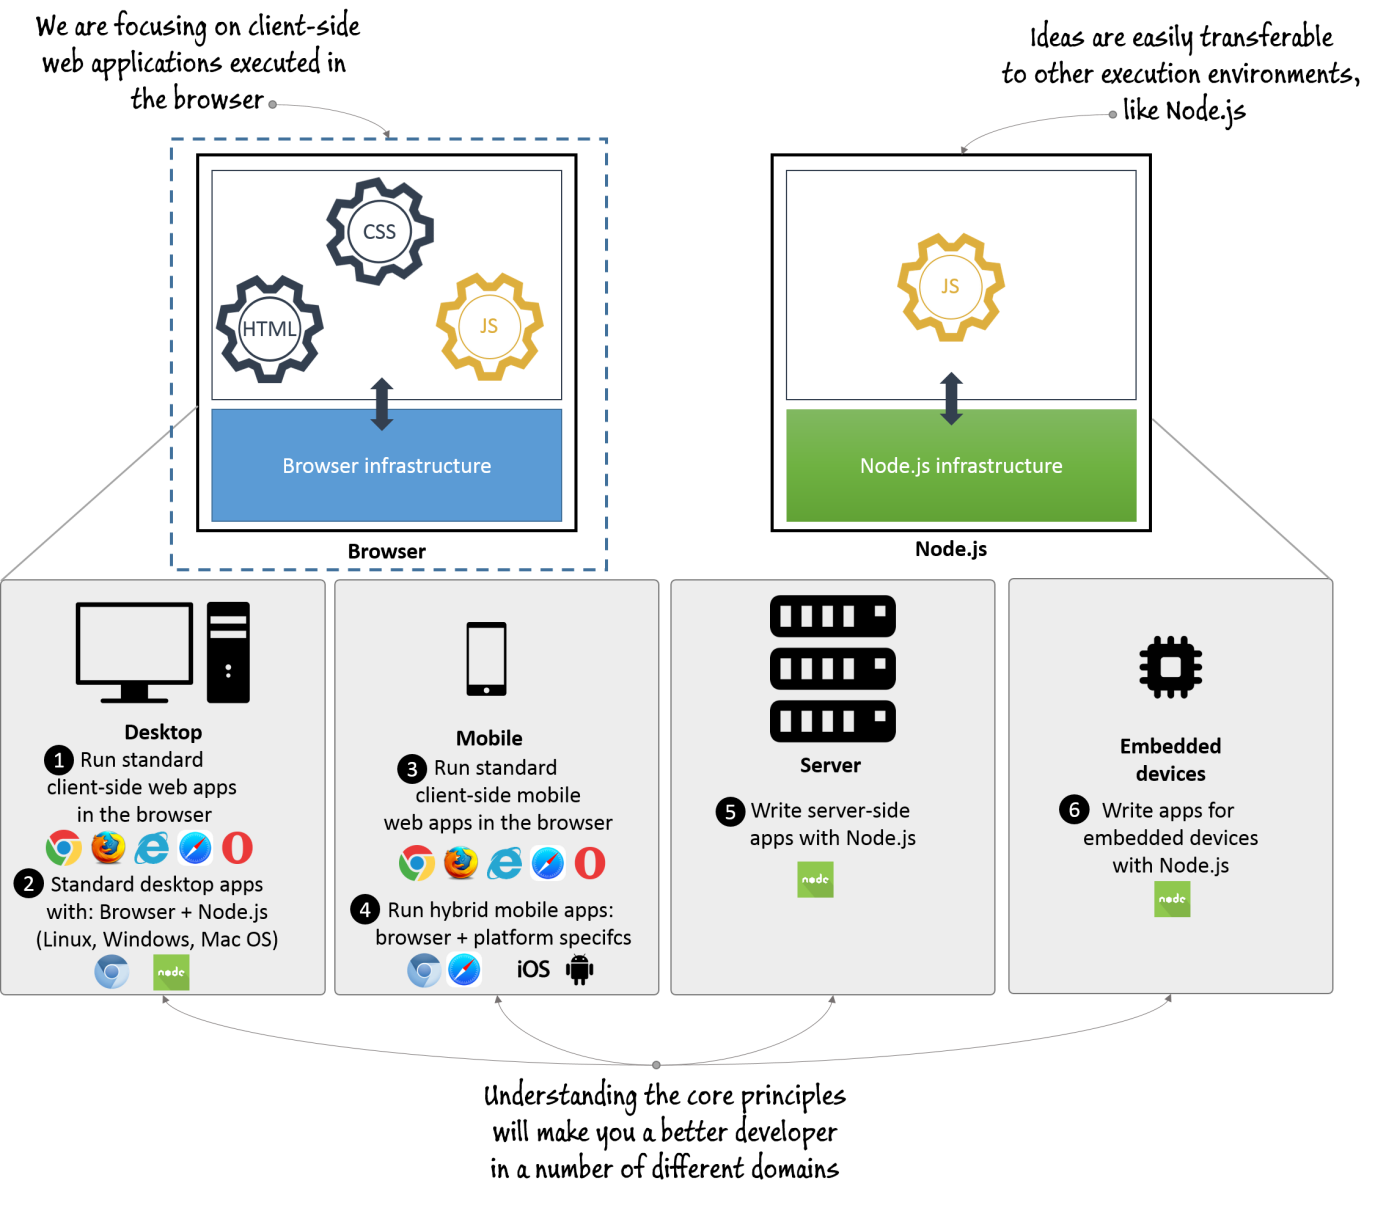 We are focusing on client-side
web applications executed in
the browser
Ideas are easily transferable
to other execution environments,
like Node.js
CSS
HTML
JS
Browser infrastructure
Browser
JS
Node.js infrastructure
Node.js
Desktop
1 Run standard
client-side web apps
in the browser
2 Standard desktop apps
with: Browser + Node.js
(Linux, Windows, Mac OS)
node
Mobile
3 Run standard
client-side mobile
web apps in the browser
4 Run hybrid mobile apps:
browser + platform specifcs
iOS
Server
5 Write server-side
apps with Node.js
node
Embedded
devices
6 Write apps for
embedded devices
with Node.js
node
Understanding the core principles
will make you a better developer
in a number of different domains